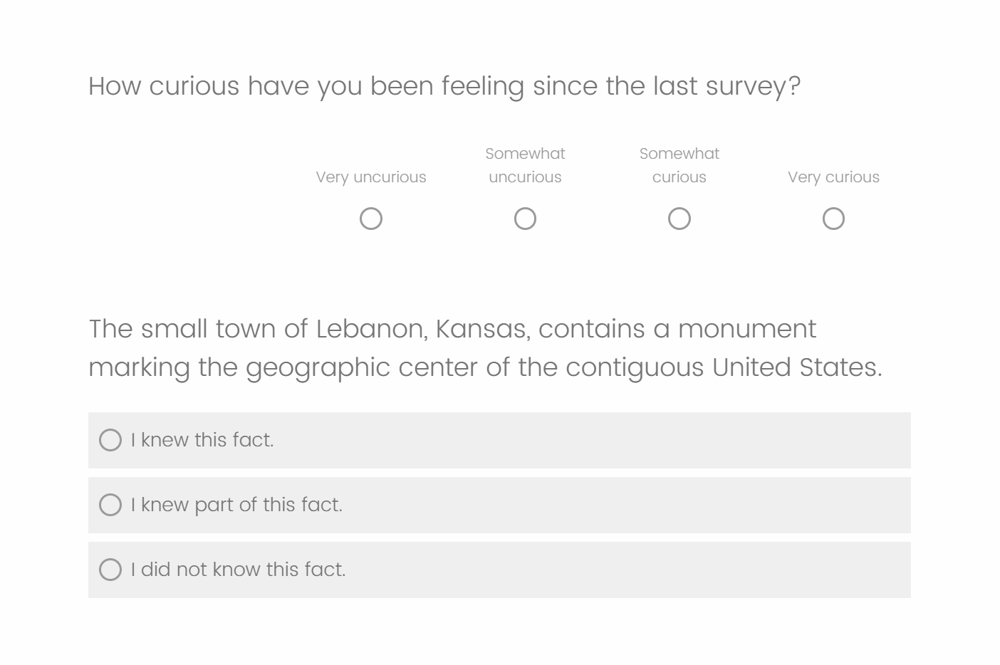 How curious have you been feeling since the last survey?
Somewhat Somewhat
Very uncurious uncurious curious Very curious
The small town of Lebanon, Kansas, contains a monument
marking the geographic center of the contiguous United States.
I knew this fact.
I knew part of this fact.
I did not know this fact.